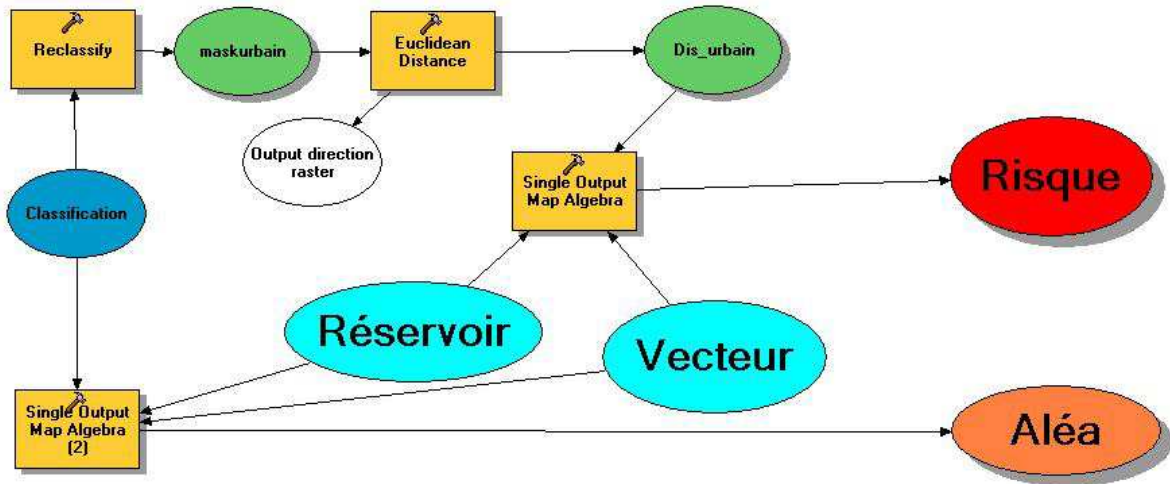 Reclassify
maskurbain
Euclidean
Distance
Dis_urbain
Output direction
raster
Single Output
Map Algebra
Risque
Classification
Réservoir
Vecteur
Single Output
Map Algebra
(2)
Aléa